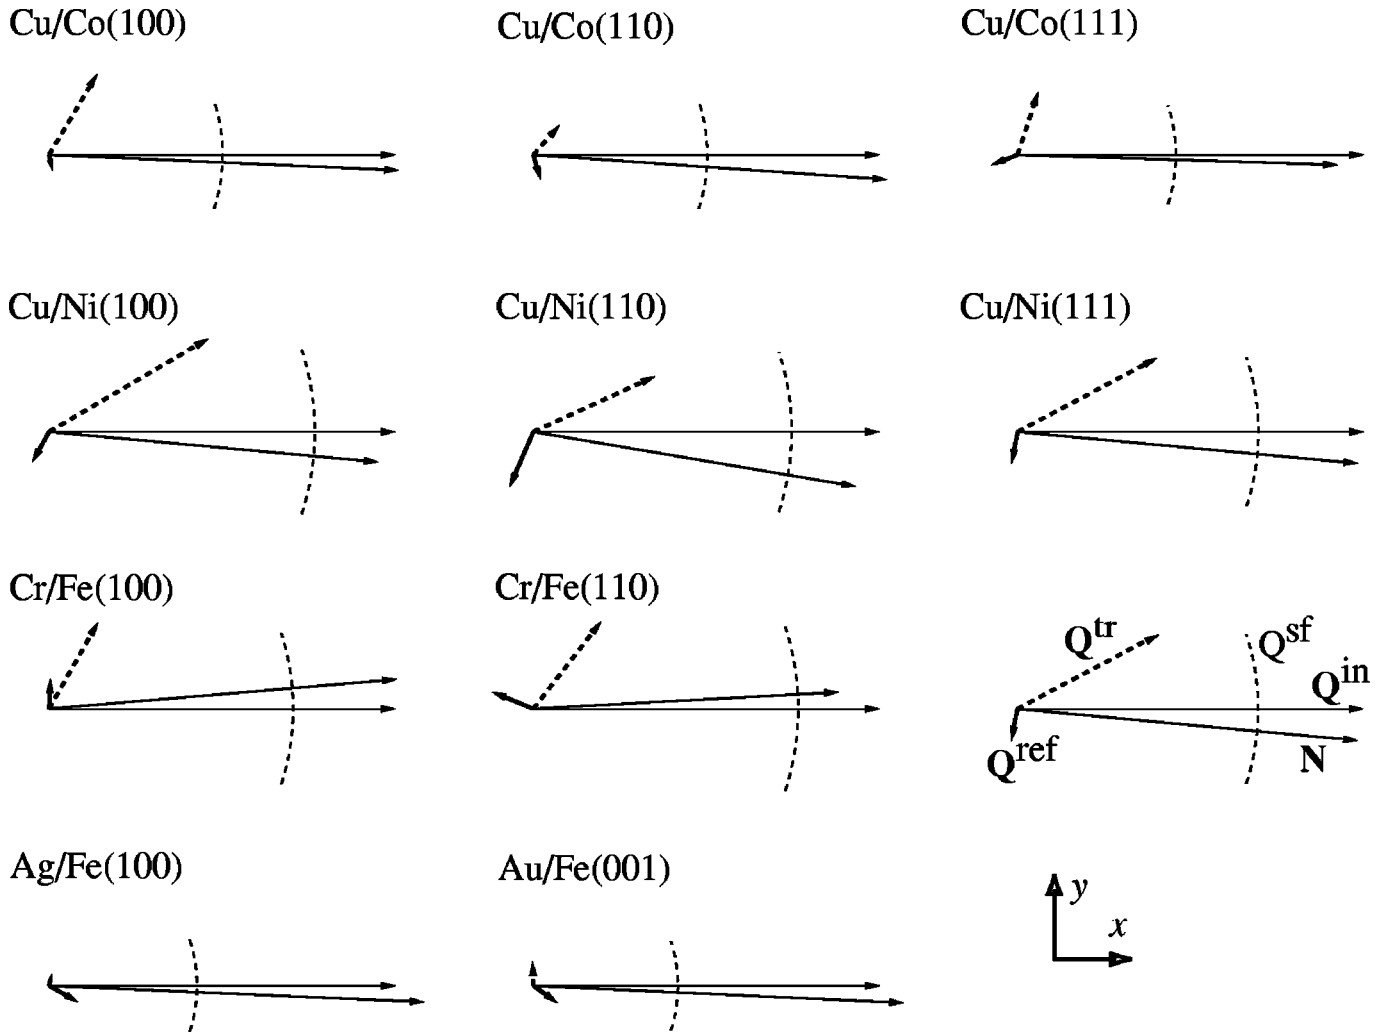 Cu/Co(100) Cu/Co(110) Cu/Co(111)
Cu/Ni(100) Cu/Ni(110) Cu/Ni(111)
Cr/Fe(100) Cr/Fe(110)
Q^tr Q^sf
Q^in
Q^ref N
Ag/Fe(100) Au/Fe(001)
y
x